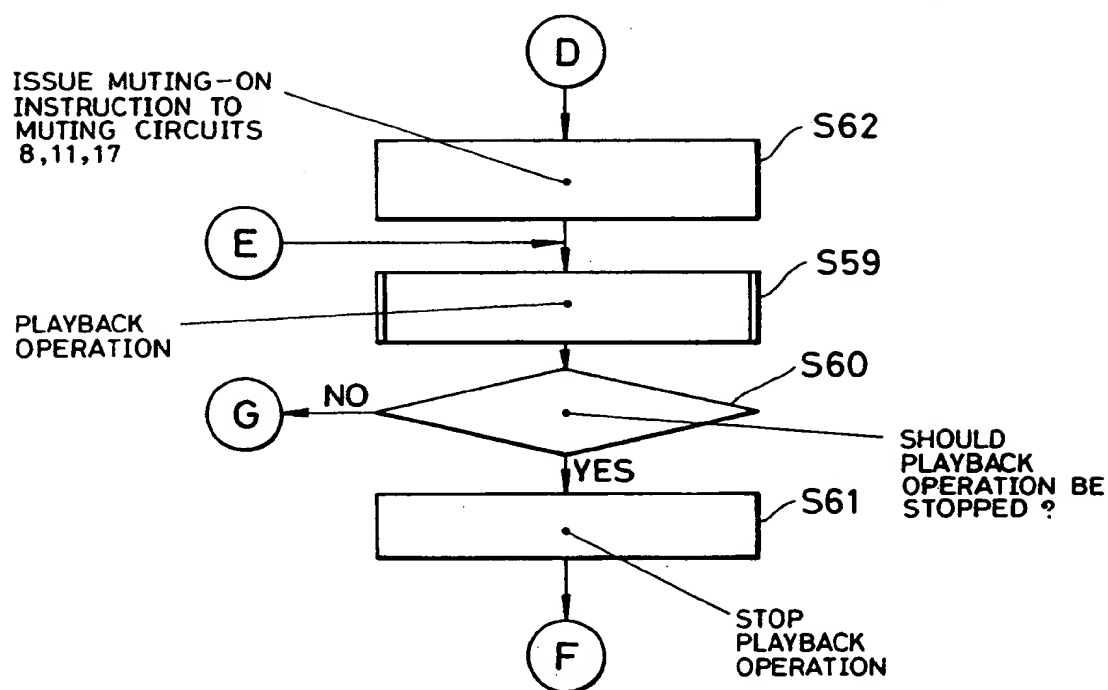 D
ISSUE MUTING-ON
INSTRUCTION TO
MUTING CIRCUITS
8,11,17
S62
E
S59
PLAYBACK
OPERATION
S60
NO
G
SHOULD
PLAYBACK
OPERATION BE
STOPPED ?
YES
S61
STOP
PLAYBACK
OPERATION
F